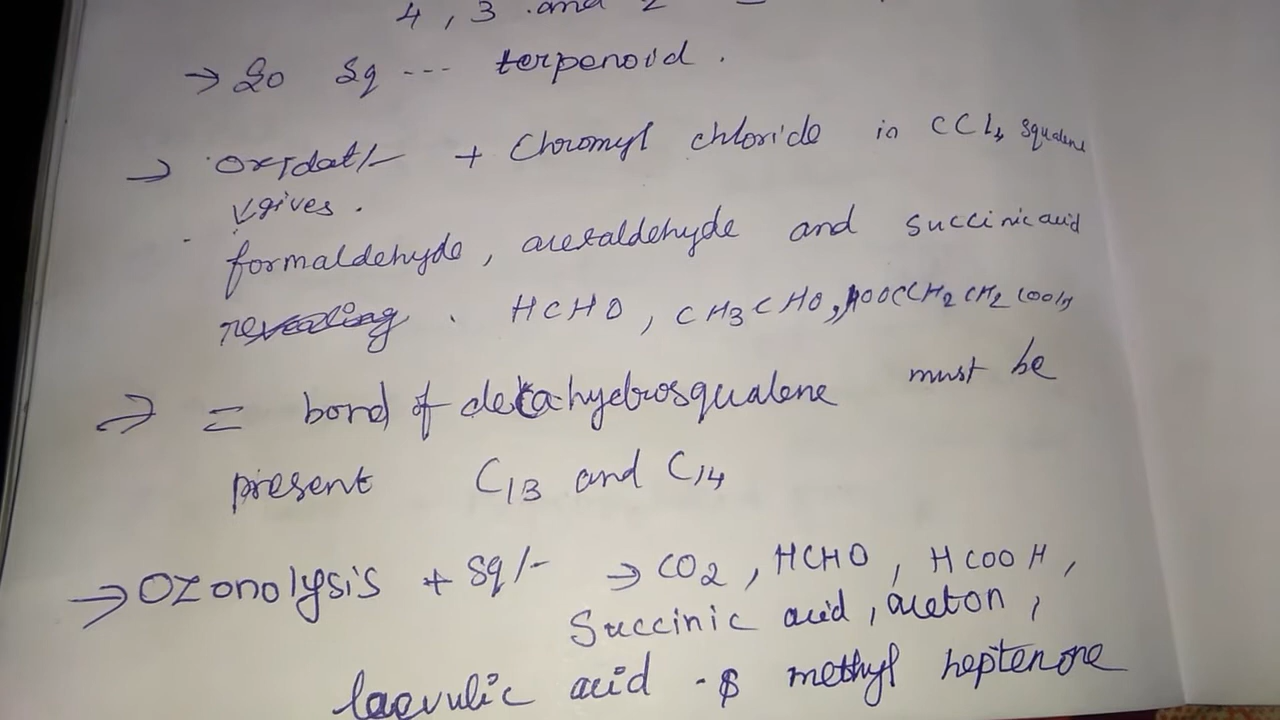 4, 3 and 2
→ So Sq --- terpenoid.
→ oxidat/- + Chromyl chloride in CCl4 squalene
gives.
formaldehyde, acetaldehyde and succinic acid
revealing. HCHO, CH3CHO, HOOCCH2CH2COOH
⇒ = bond of decahydrosqualene must be
present C13 and C14
→ Ozonolysis + Sq/- → CO2, HCHO, HCOOH,
Succinic acid, aceton,
laevulic acid - $ methyl heptenone